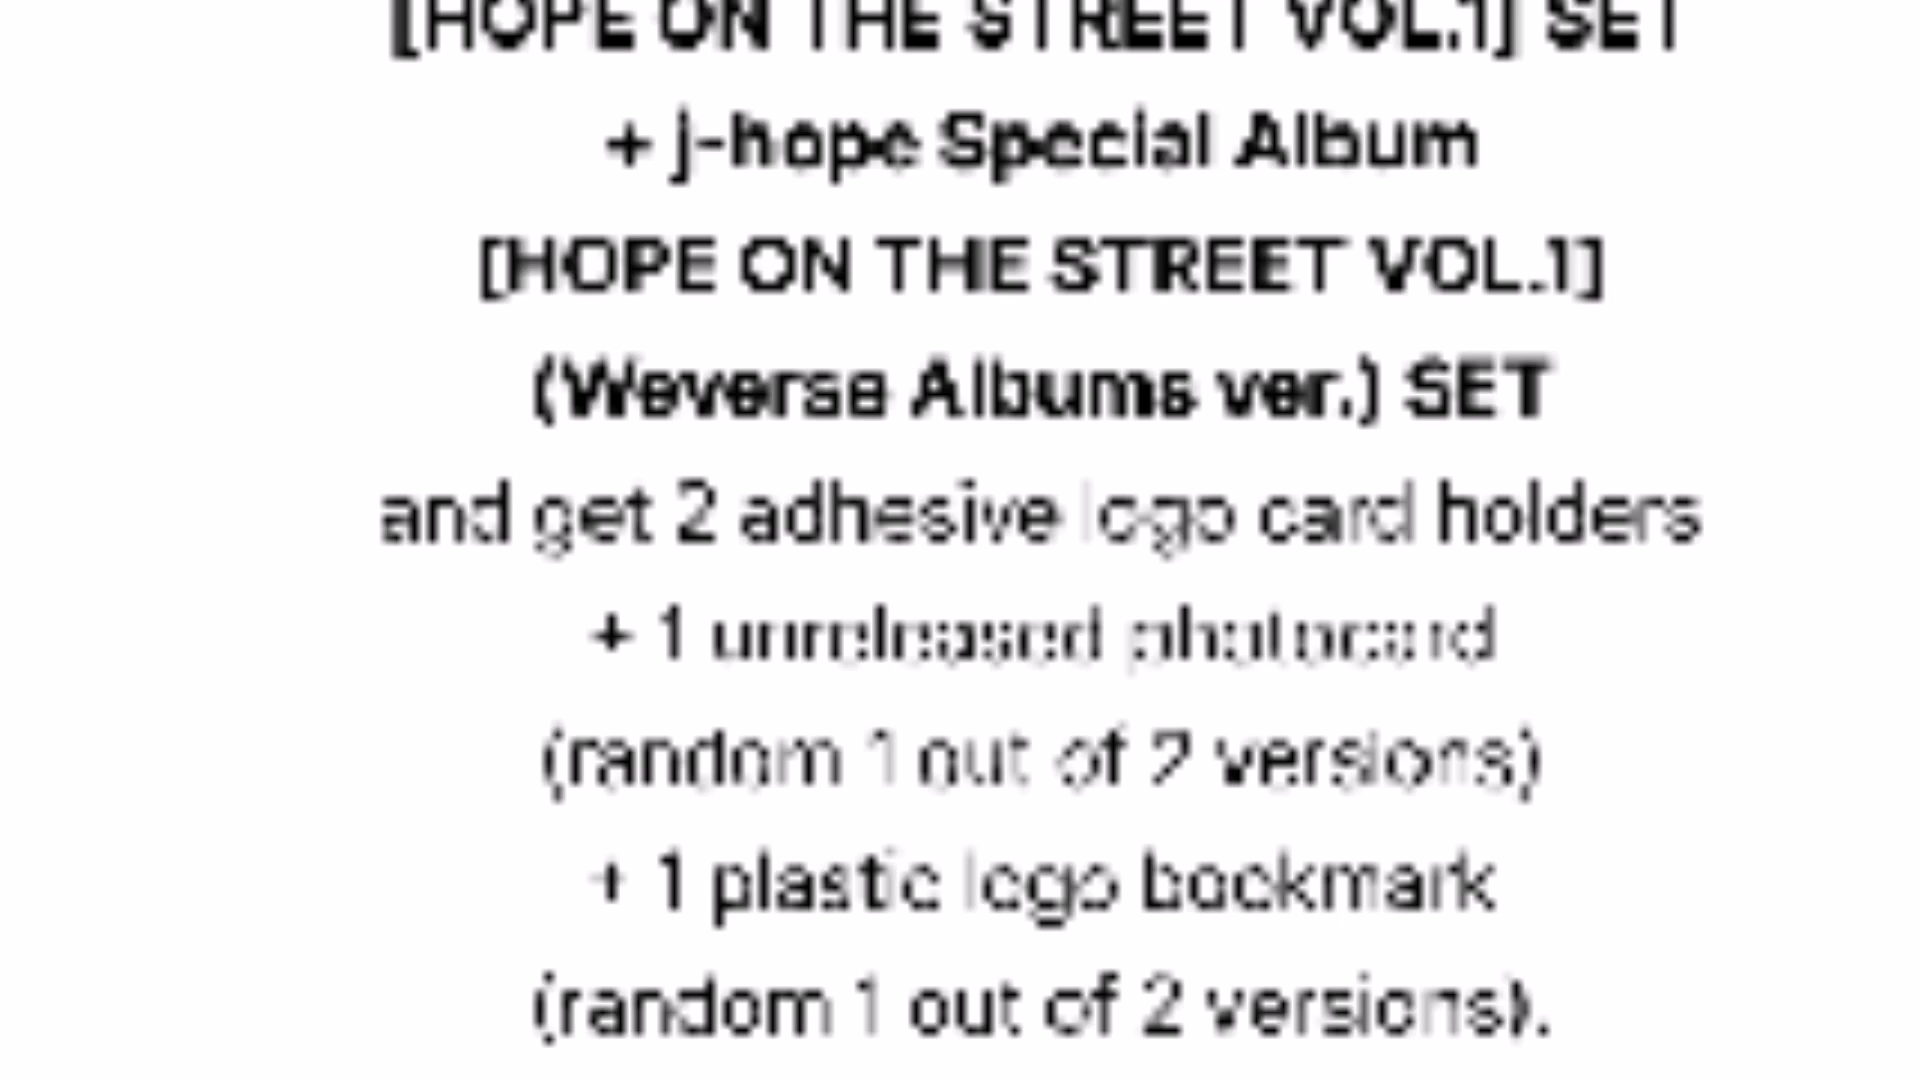 [HOPE ON THE STREET VOL.1] SET
+ j-hope Special Album
[HOPE ON THE STREET VOL.1]
(Weverse Albums ver.) SET
and get 2 adhesive logo card holders
+ 1 unreleased photocard
(random 1 out of 2 versions)
+ 1 plastic logo bookmark
(random 1 out of 2 versions).